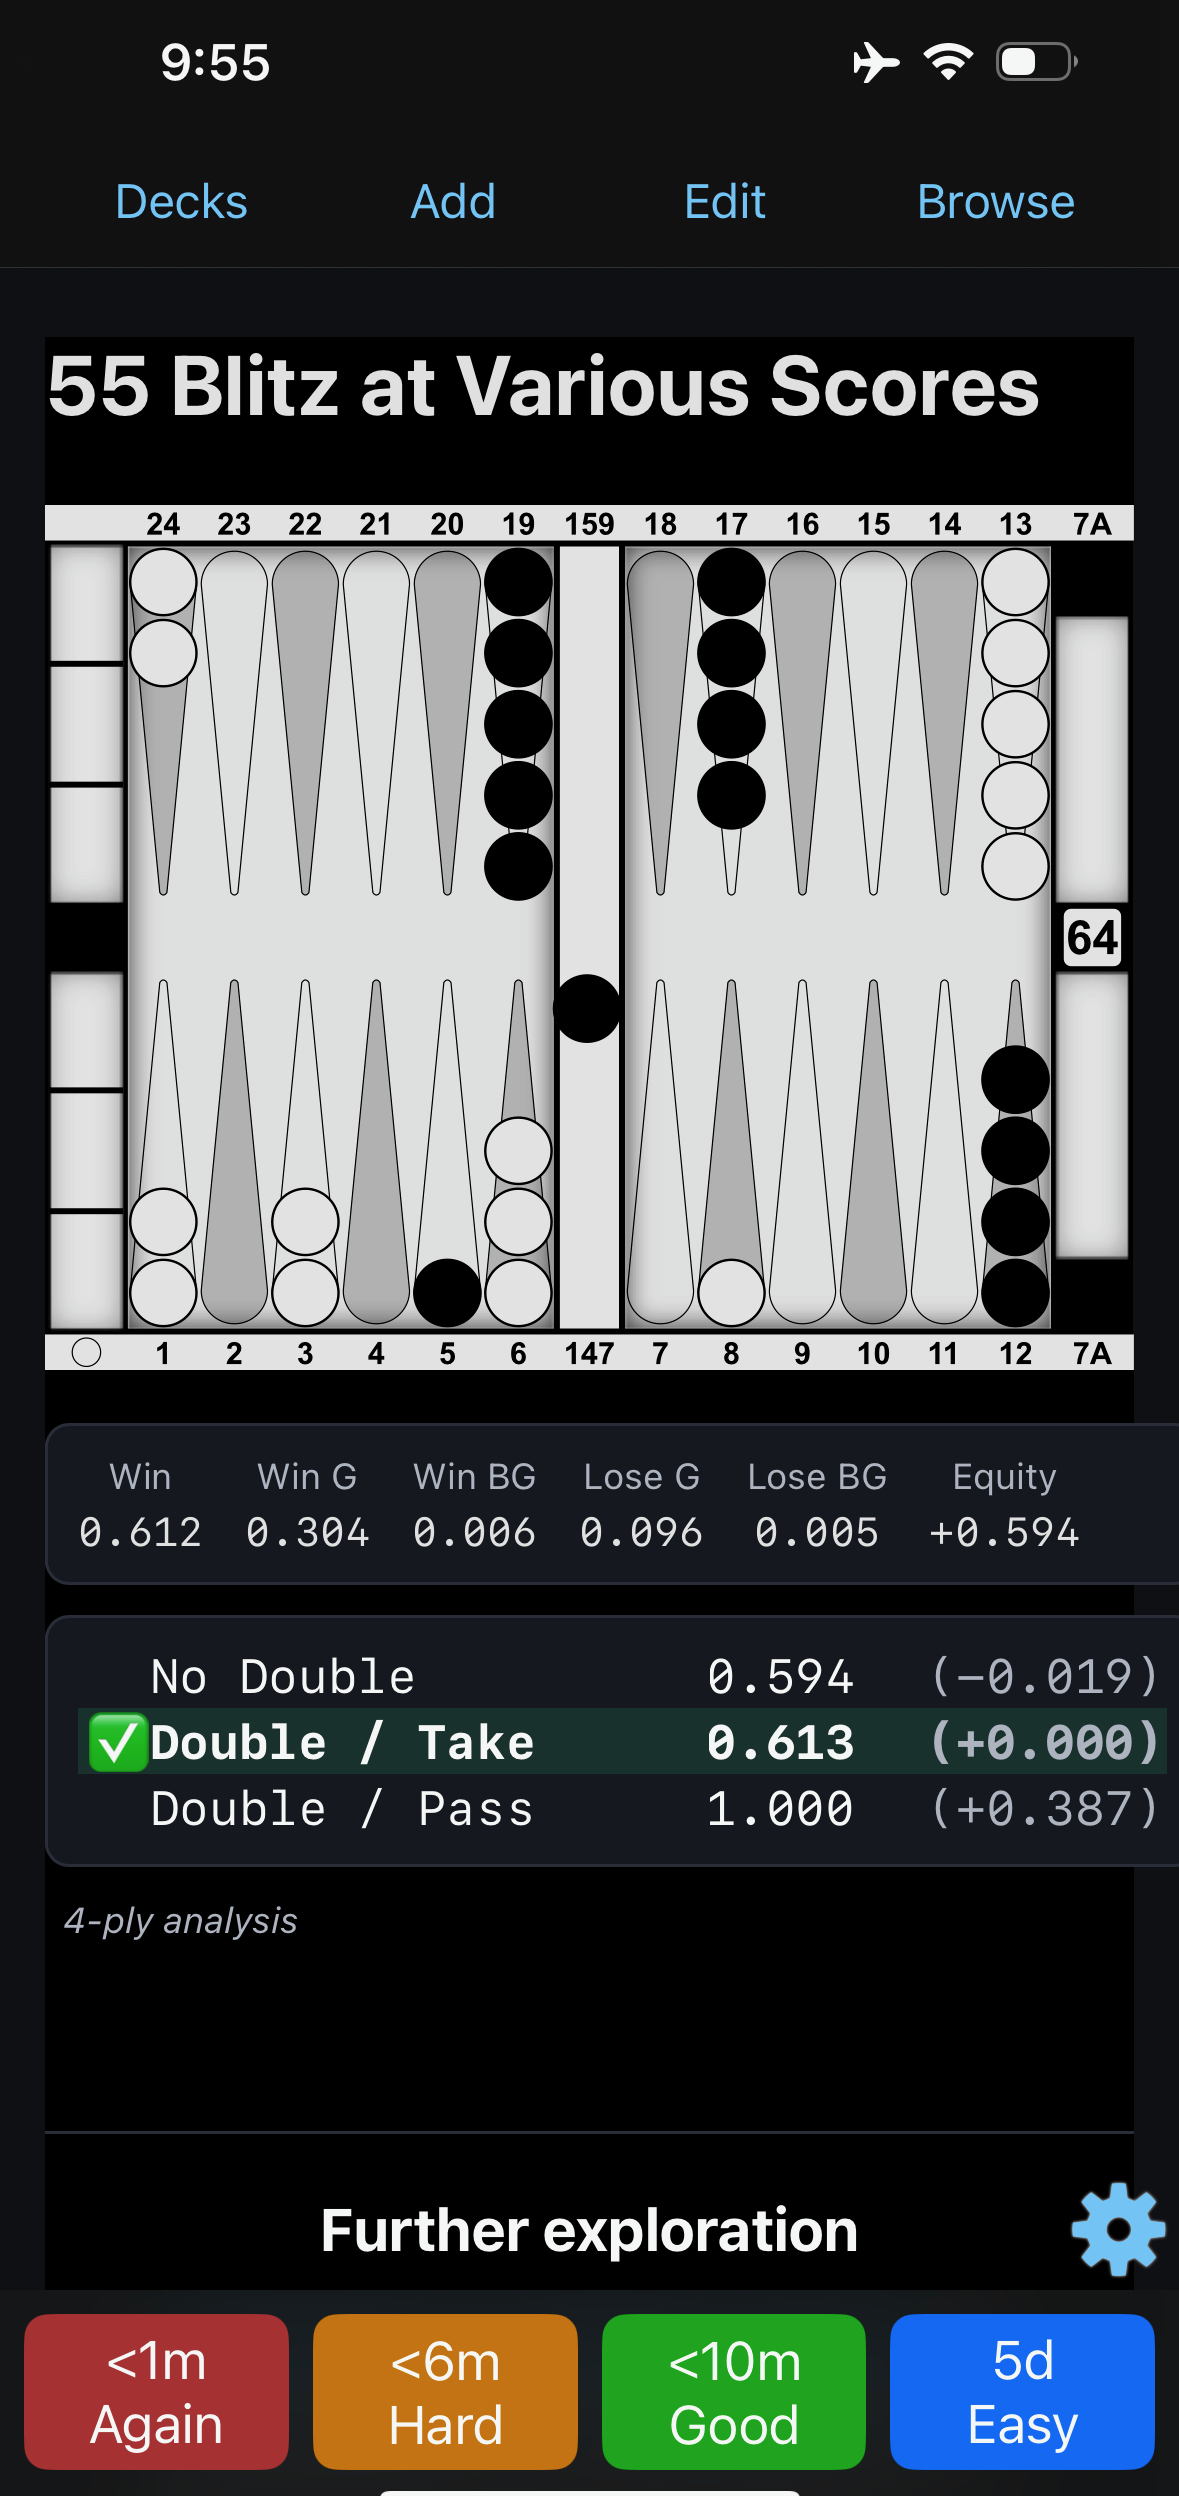 9:55
Decks Add Edit Browse
55 Blitz at Various Scores
24 23 22 21 20 19 159 18 17 16 15 14 13 7A
64
1 2 3 4 5 6 147 7 8 9 10 11 12 7A
Win Win G Win BG Lose G Lose BG Equity
0.612 0.304 0.006 0.096 0.005 +0.594
No Double 0.594 (−0.019)
✅Double / Take 0.613 (+0.000)
Double / Pass 1.000 (+0.387)
4-ply analysis
Further exploration
<1m <6m <10m 5d
Again Hard Good Easy